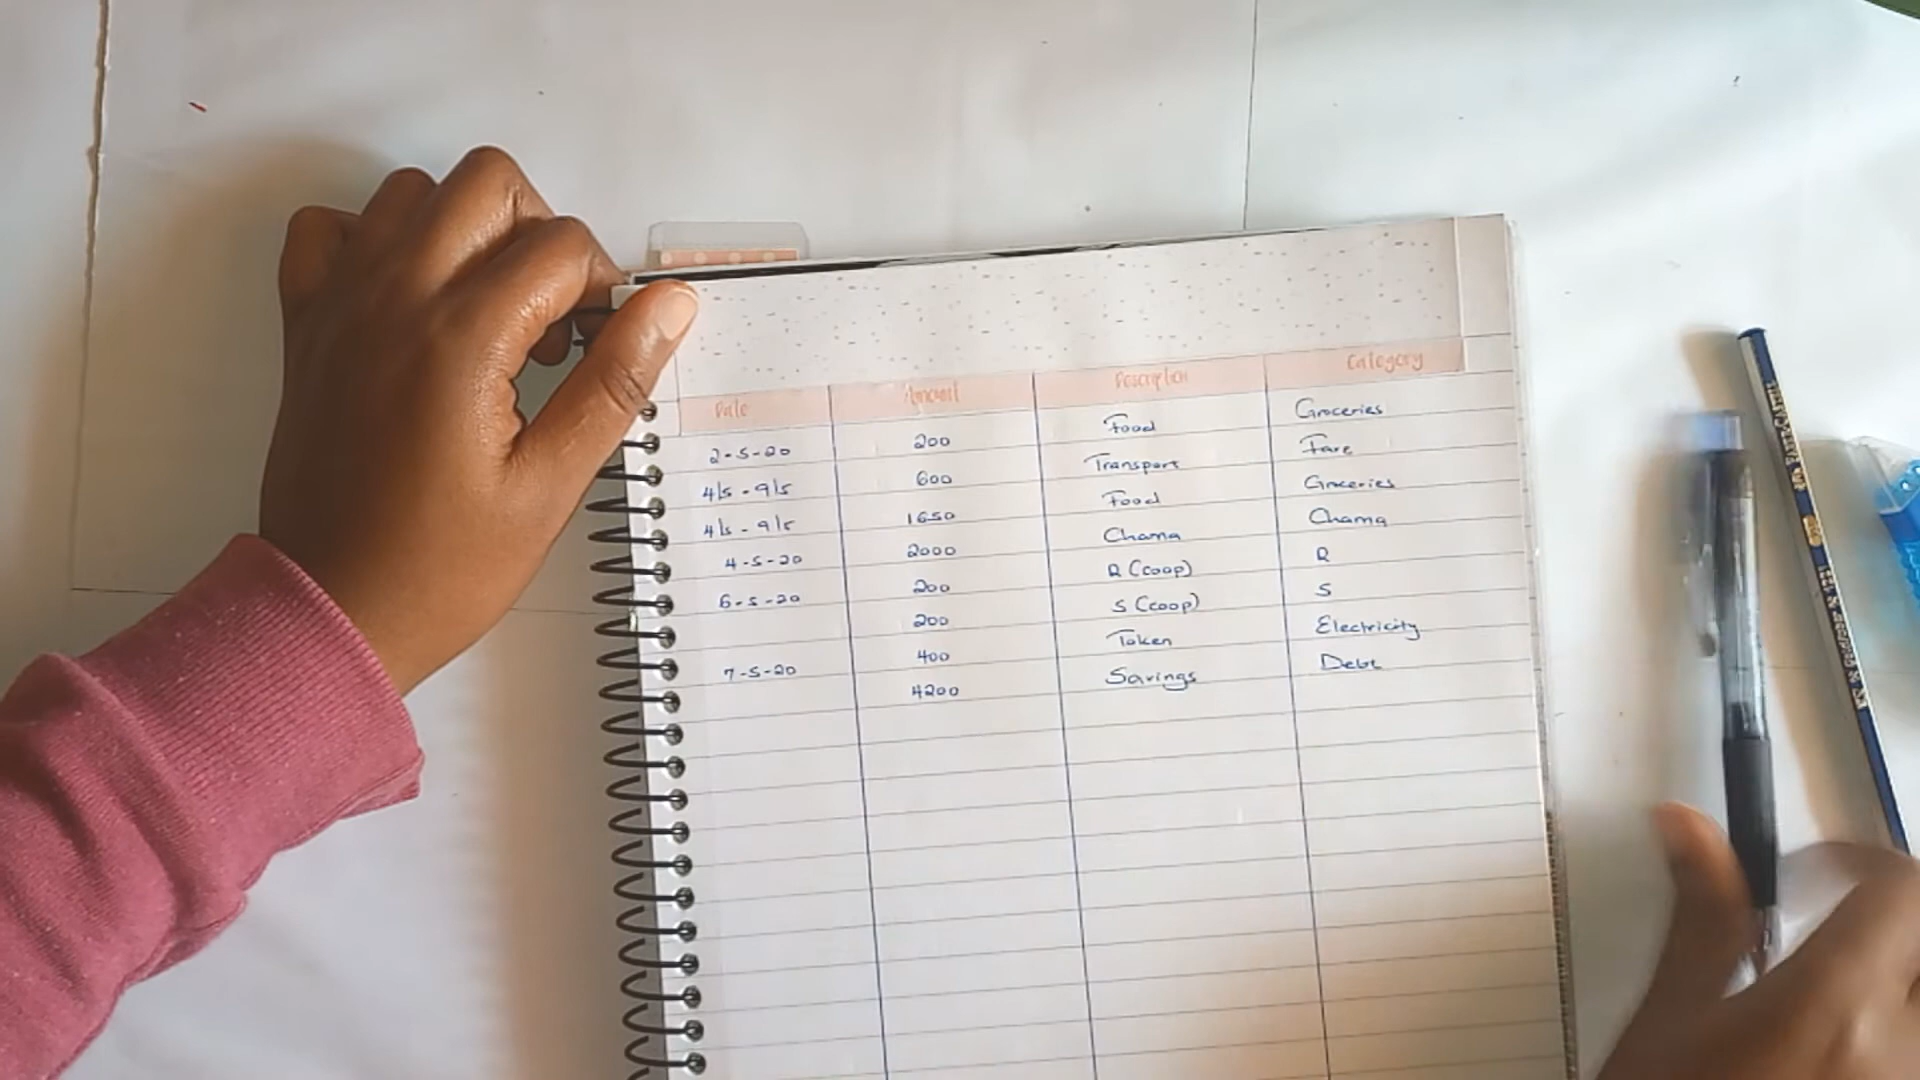 Date Amount Description Category
2-5-20 200 Food Groceries
4/5 - 9/5 600 Transport Fare
4/5 - 9/5 1650 Food Groceries
4-5-20 2000 Chama Chama
6-5-20 200 R (coop) R
200 S (coop) S
7-5-20 400 Token Electricity
4200 Savings Debt